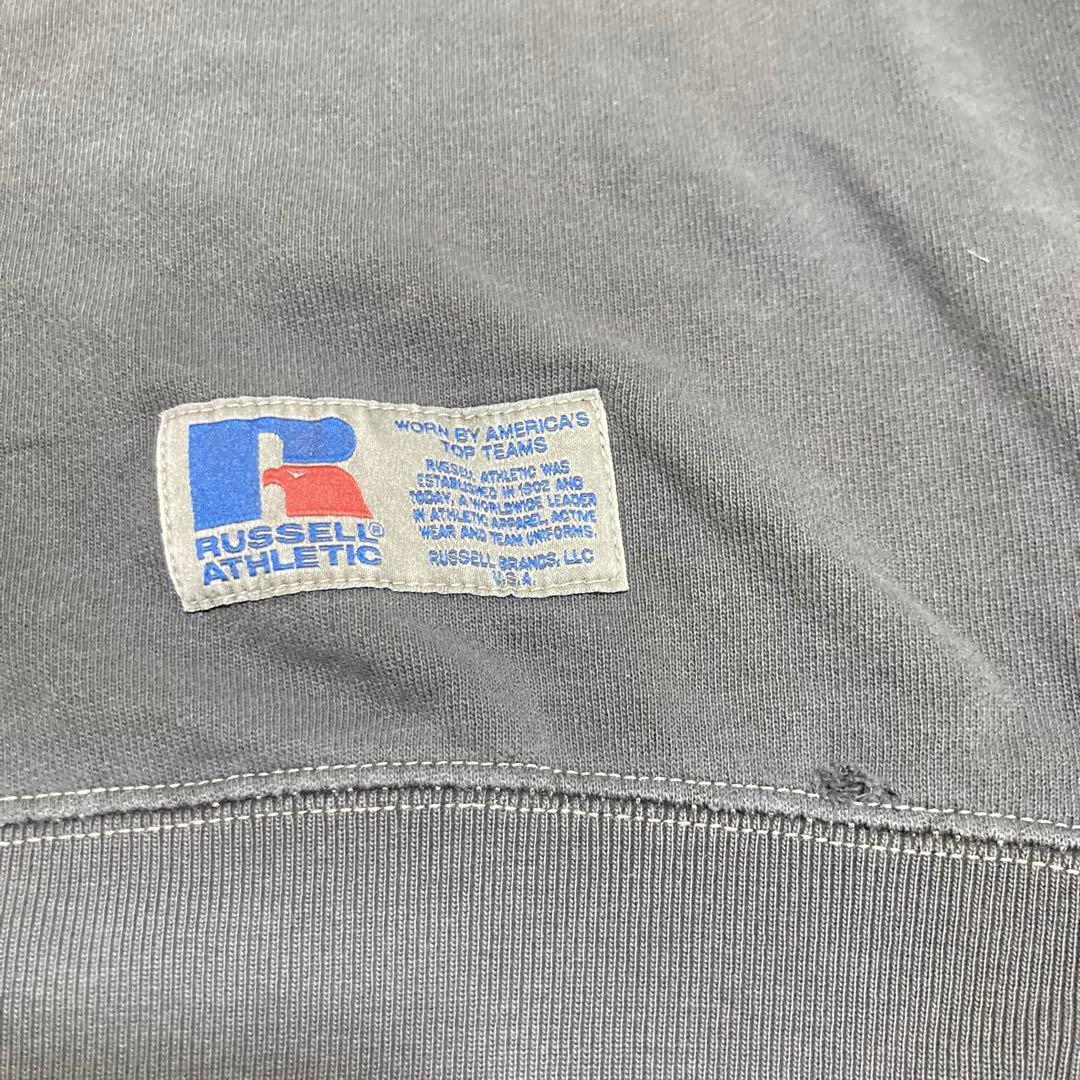 R
RUSSELL®
ATHLETIC
WORN BY AMERICA'S
TOP TEAMS
RUSSELL ATHLETIC WAS
ESTABLISHED IN 1902 AND
TODAY, A WORLDWIDE LEADER
IN ATHLETIC APPAREL, ACTIVE
WEAR AND TEAM UNIFORMS.
RUSSELL BRANDS, LLC
U.S.A